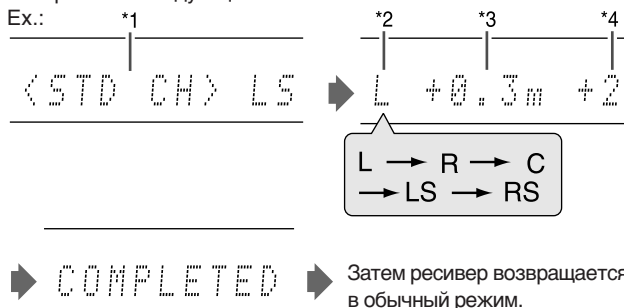 Ex.:
*1
*2 *3 *4
<STD CH> LS
L +0.3m +2
L → R → C
→ LS → RS
COMPLETED
Затем ресивер возвращается
в обычный режим.